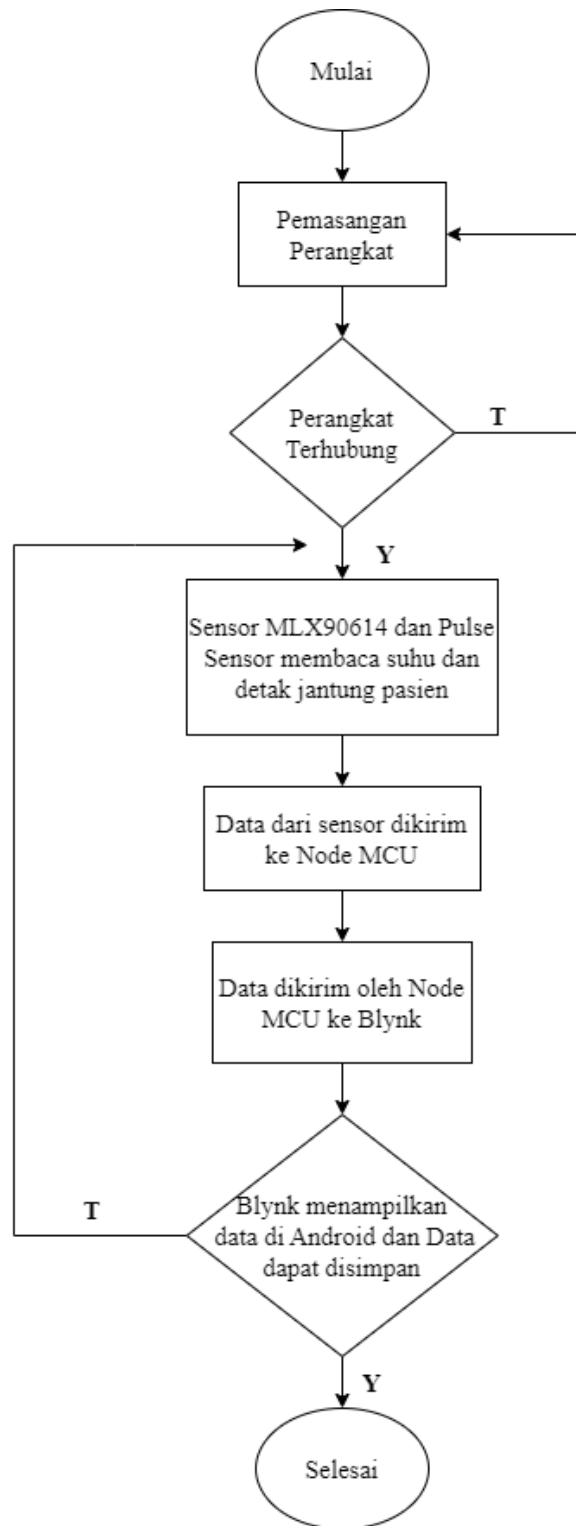 Mulai
Pemasangan
Perangkat
Perangkat
Terhubung
T
Y
Sensor MLX90614 dan Pulse
Sensor membaca suhu dan
detak jantung pasien
Data dari sensor dikirim
ke Node MCU
Data dikirim oleh Node
MCU ke Blynk
T
Blynk menampilkan
data di Android dan Data
dapat disimpan
Y
Selesai